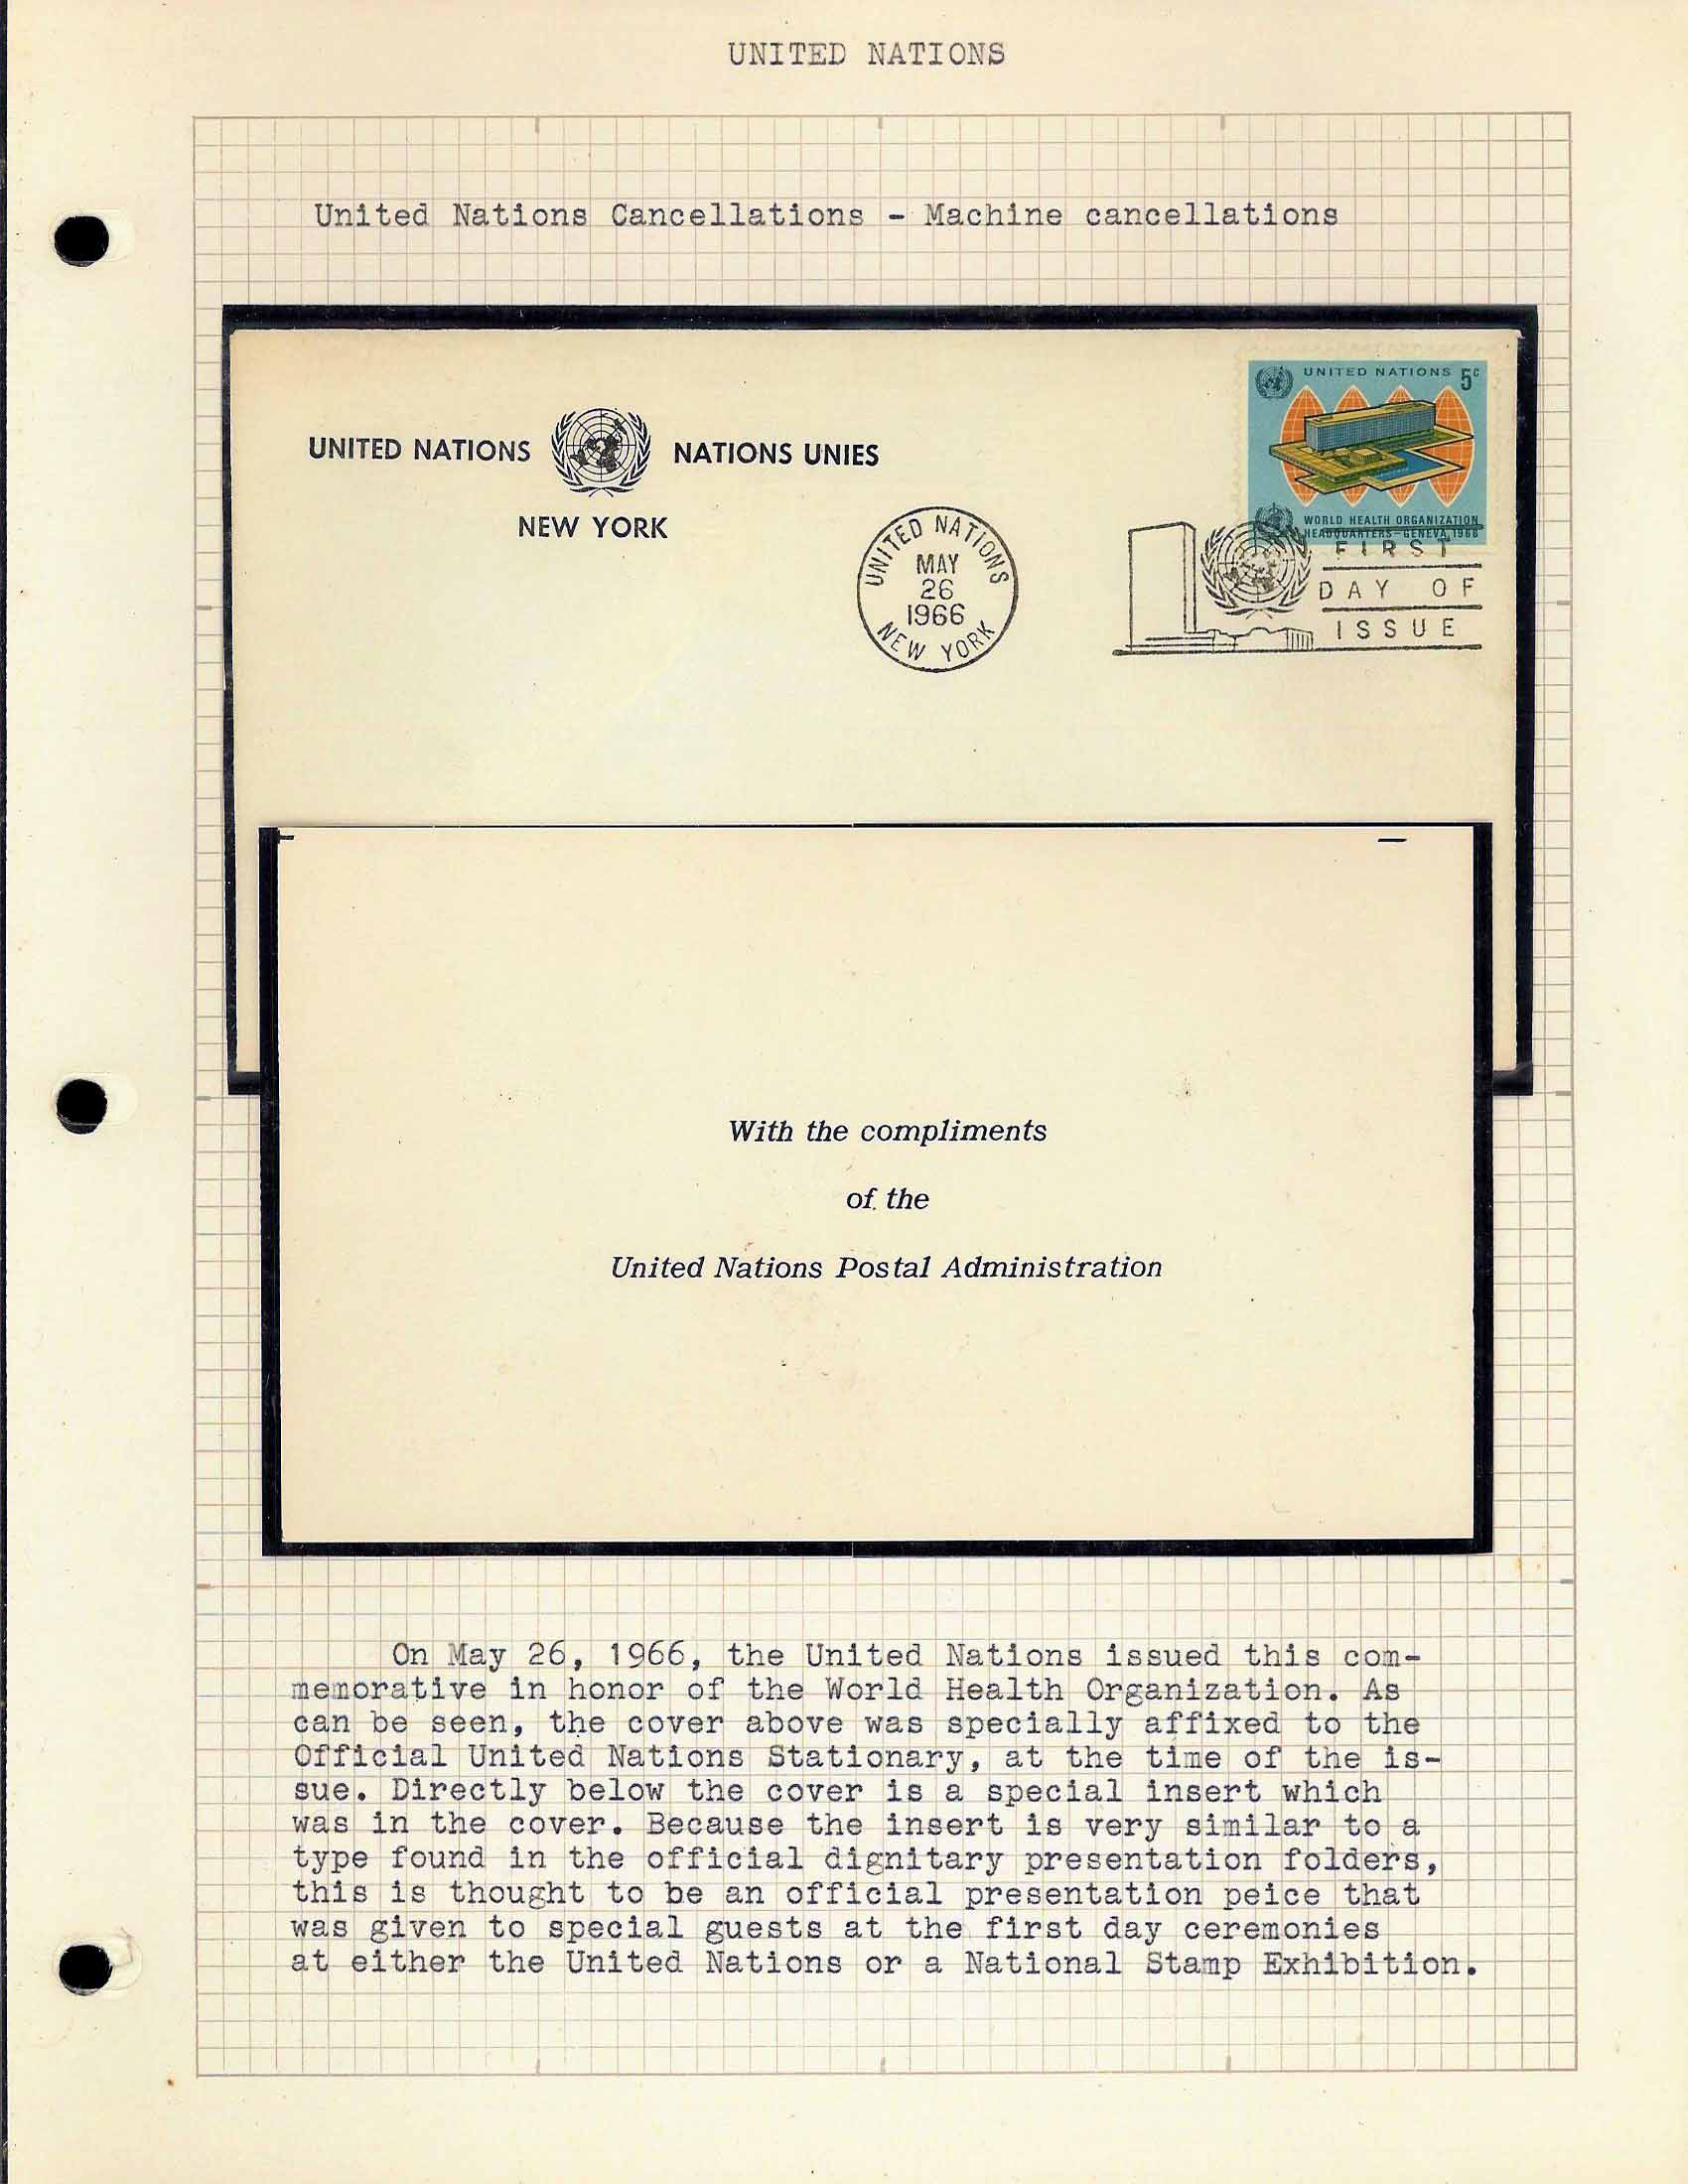 UNITED NATIONS
United Nations Cancellations - Machine cancellations
UNITED NATIONS 5c
UNITED NATIONS NATIONS UNIES
NEW YORK
WORLD HEALTH ORGANIZATION
HEADQUARTERS-GENEVA, 1966
UNITED NATIONS
MAY
26
1966
NEW YORK
FIRST
DAY OF
ISSUE
With the compliments
of the
United Nations Postal Administration
On May 26, 1966, the United Nations issued this com-
memorative in honor of the World Health Organization. As
can be seen, the cover above was specially affixed to the
Official United Nations Stationary, at the time of the is-
sue. Directly below the cover is a special insert which
was in the cover. Because the insert is very similar to a
type found in the official dignitary presentation folders,
this is thought to be an official presentation peice that
was given to special guests at the first day ceremonies
at either the United Nations or a National Stamp Exhibition.